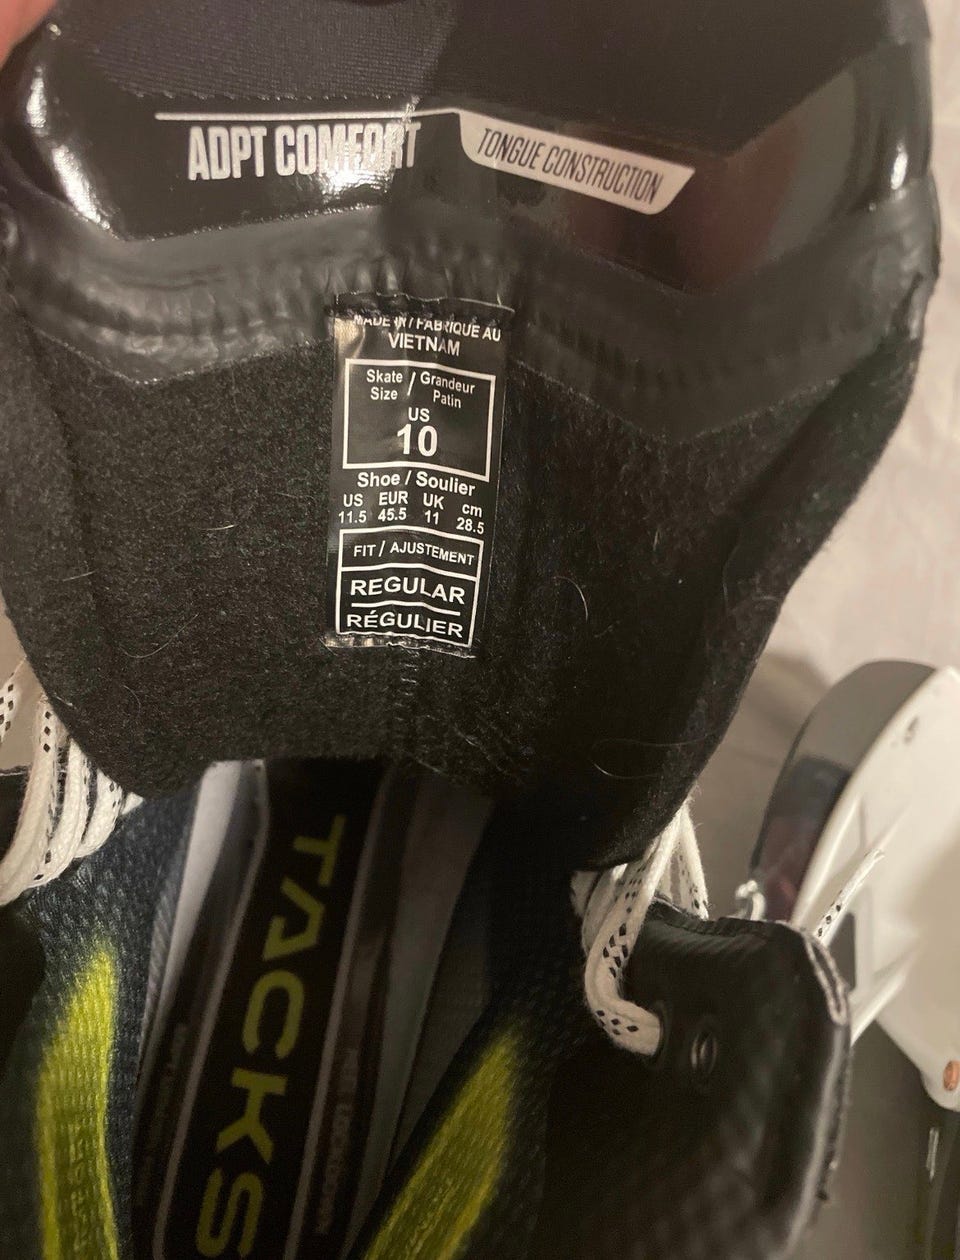 ADPT COMFORT
TONGUE CONSTRUCTION
MADE IN / FABRIQUE AU
VIETNAM
Skate / Grandeur
Size Patin
US
10
Shoe / Soulier
US EUR UK cm
11.5 45.5 11 28.5
FIT / AJUSTEMENT
REGULAR
RÉGULIER
TACKS